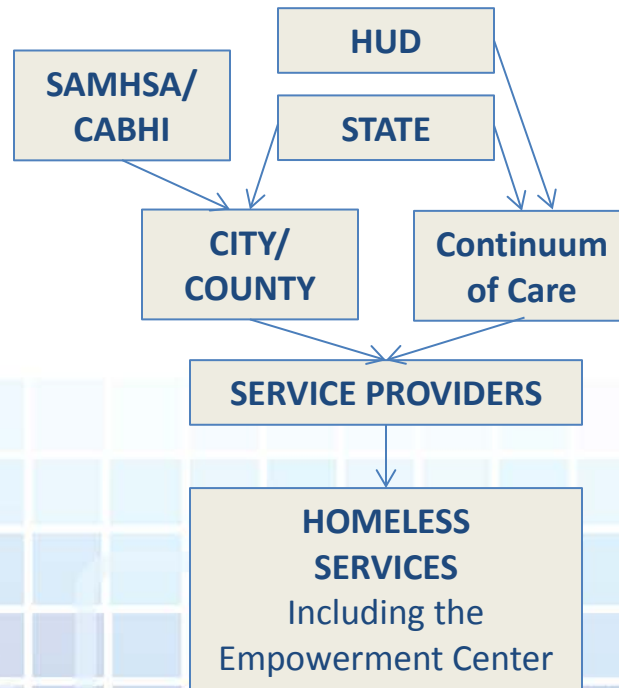 HUD
SAMHSA/
CABHI
STATE
CITY/
COUNTY
Continuum
of Care
SERVICE PROVIDERS
HOMELESS
SERVICES
Including the
Empowerment Center